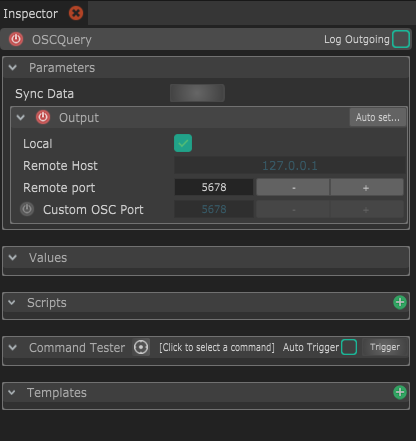 Inspector
OSCQuery Log Outgoing
Parameters
Sync Data
Output Auto set...
Local
Remote Host 127.0.0.1
Remote port 5678 - +
Custom OSC Port 5678 - +
Values
Scripts
Command Tester [Click to select a command] Auto Trigger Trigger
Templates